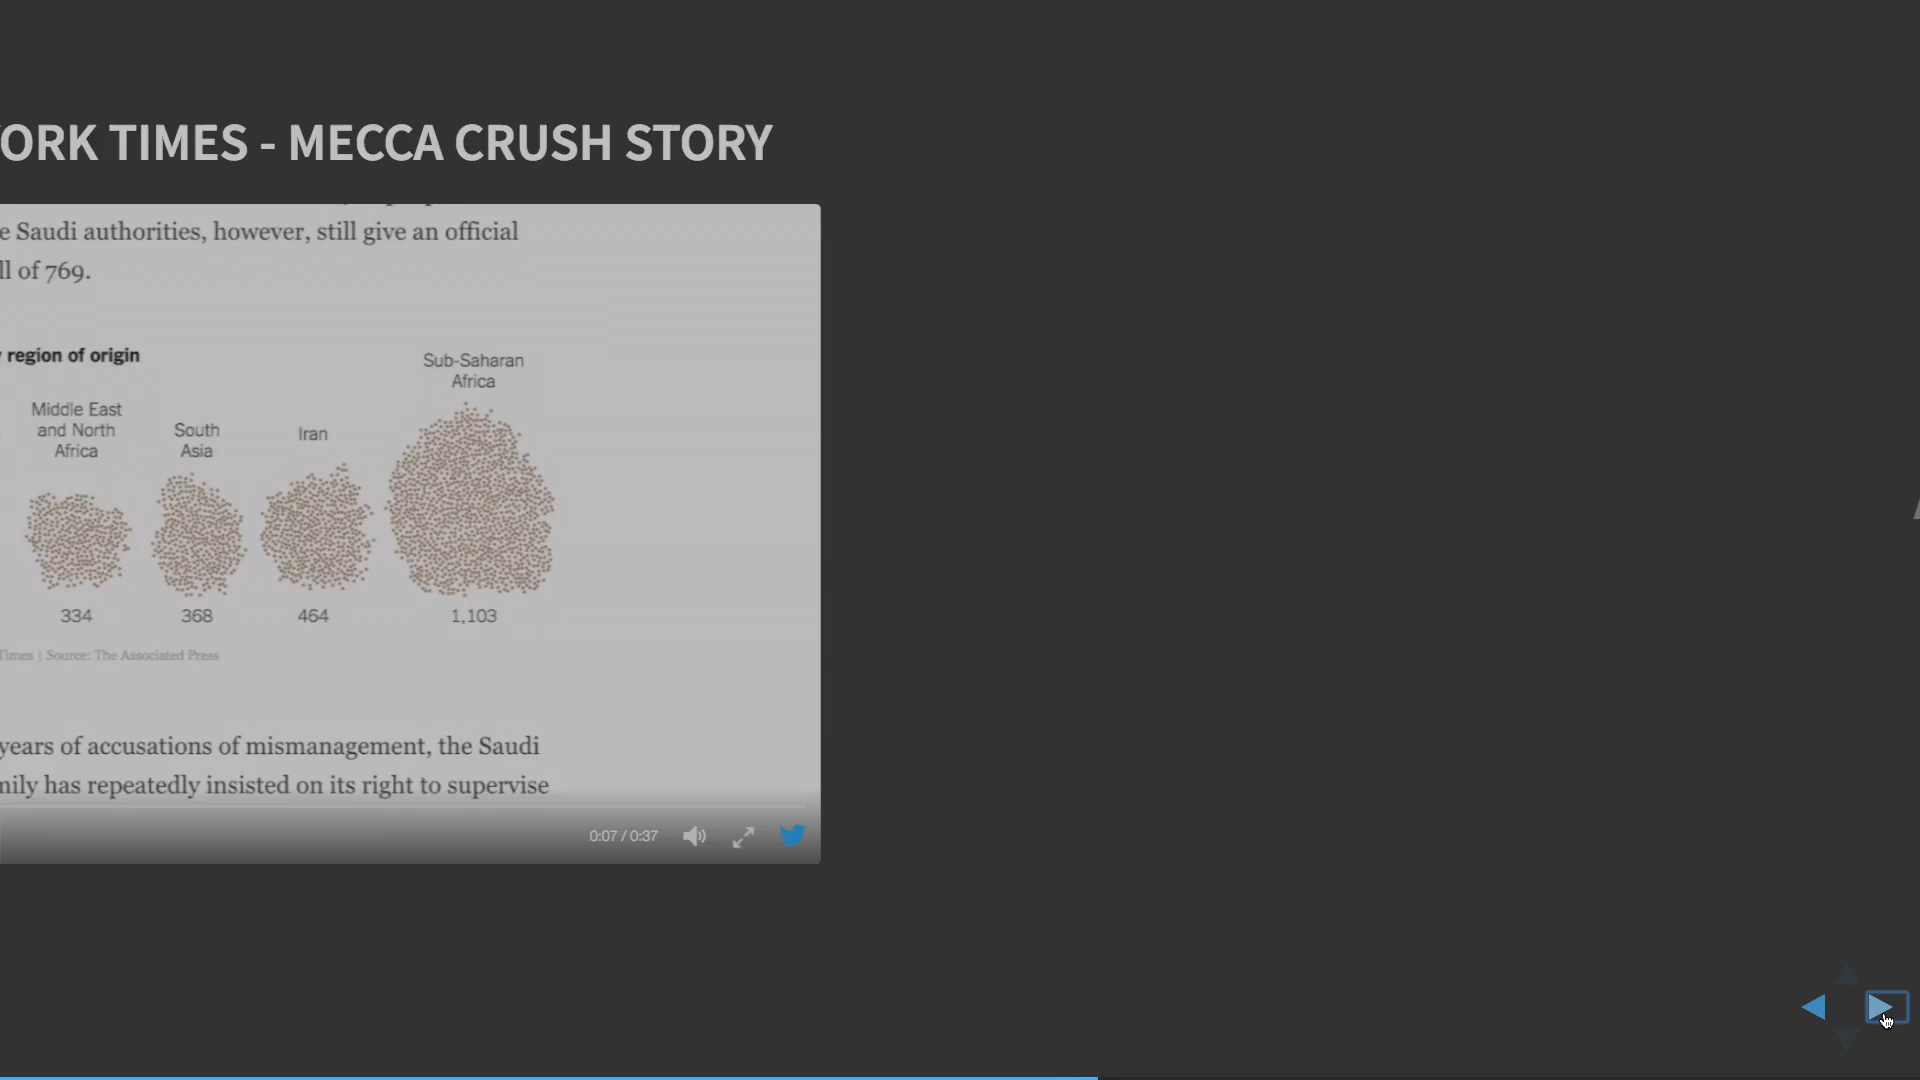 ORK TIMES - MECCA CRUSH STORY
e Saudi authorities, however, still give an official
ll of 769.
region of origin
Sub-Saharan
Africa
Middle East
and North
Africa
South
Asia
Iran
334
368
464
1,103
Times | Source: The Associated Press
years of accusations of mismanagement, the Saudi
mily has repeatedly insisted on its right to supervise
0:07 / 0:37